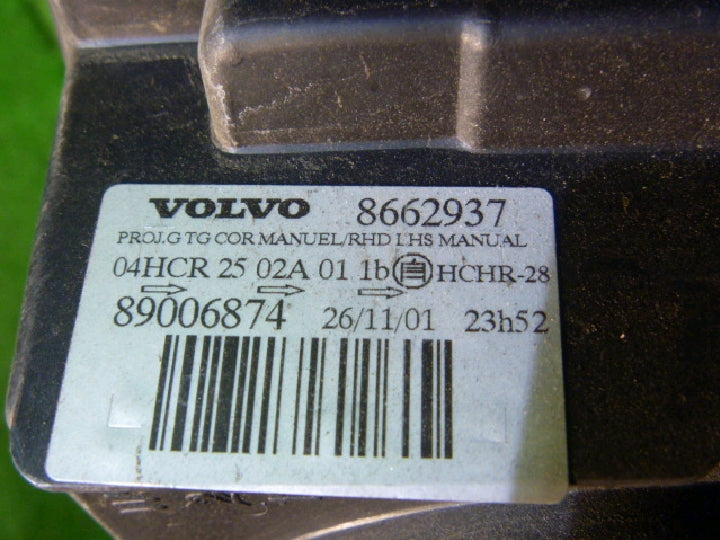 VOLVO 8662937
PROJ.G TG COR MANUEL/RHD LHS MANUAL
04HCR 25 02A 01 1b 自 HCHR-28
89006874 26/11/01 23h52